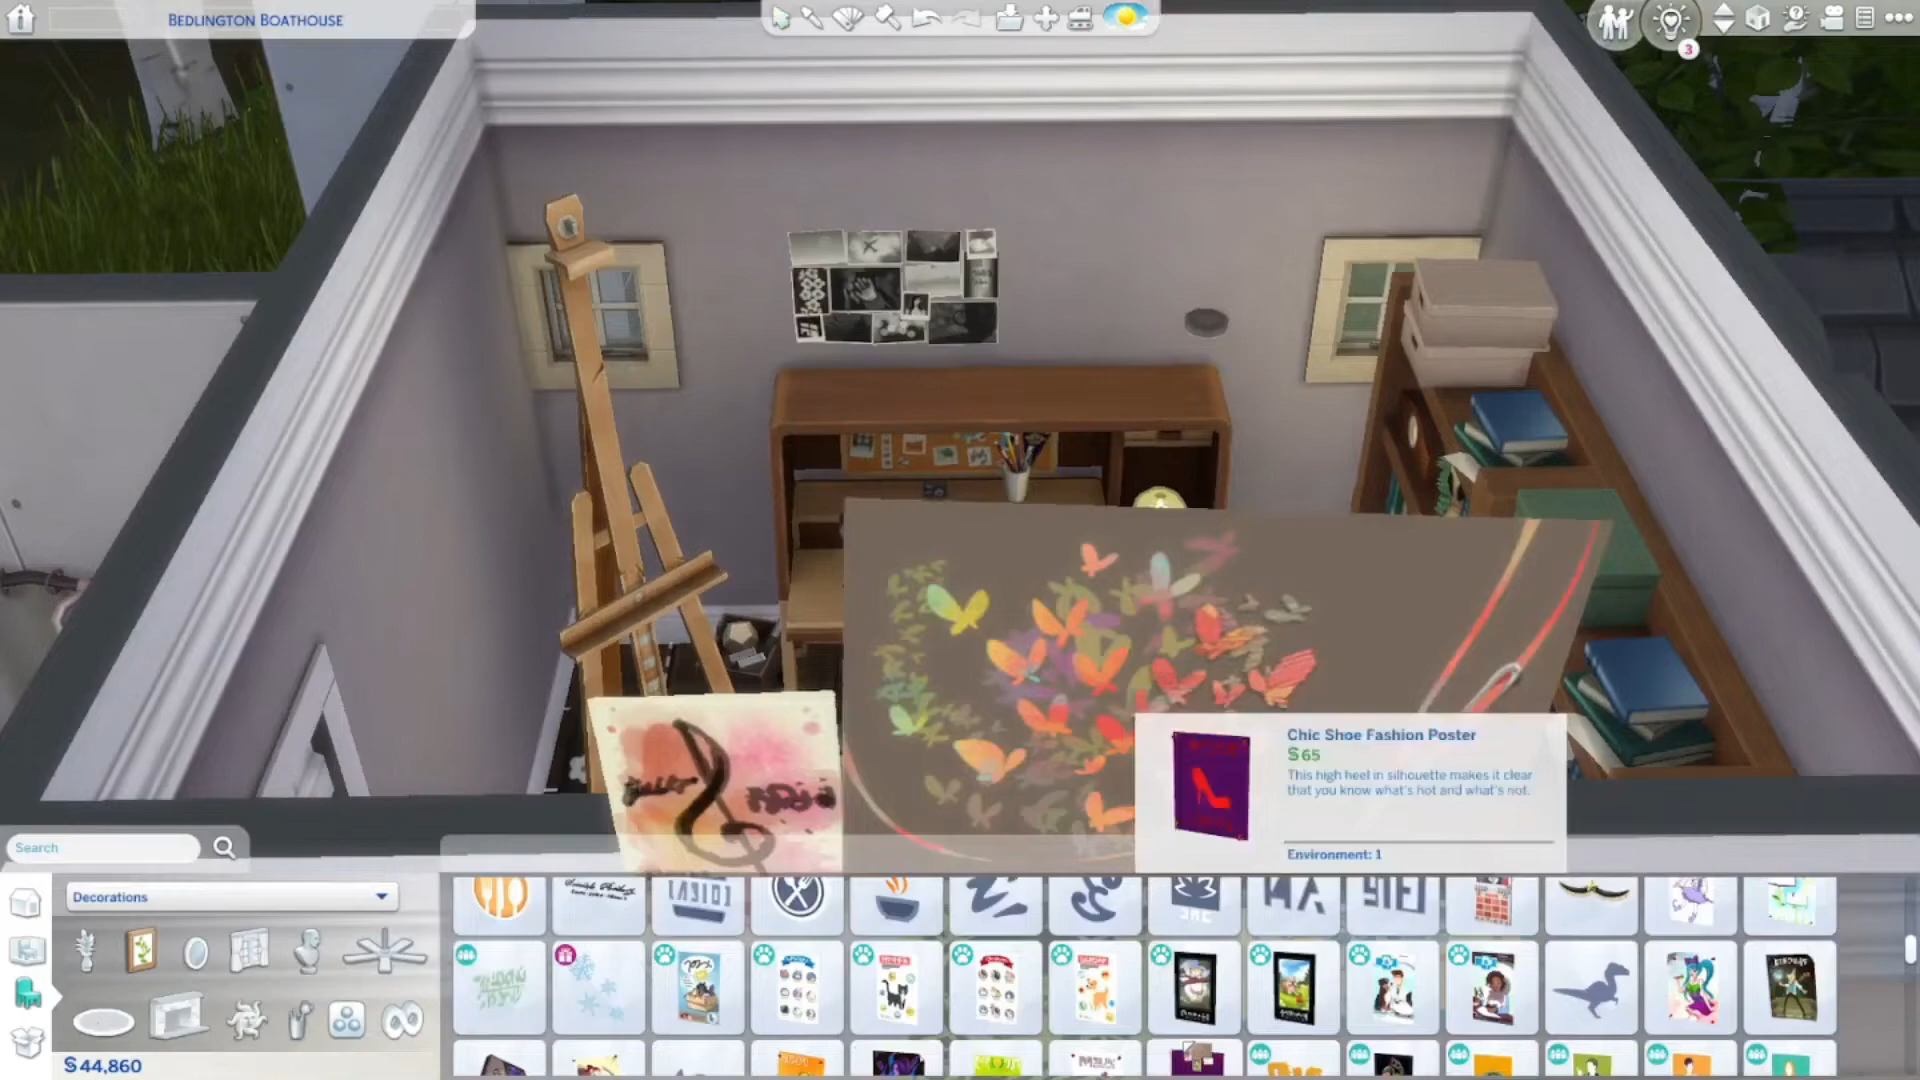 BEDLINGTON BOATHOUSE
3
Chic Shoe Fashion Poster
§65
This high heel in silhouette makes it clear
that you know what's hot and what's not.
Environment: 1
Search
Decorations
§44,860